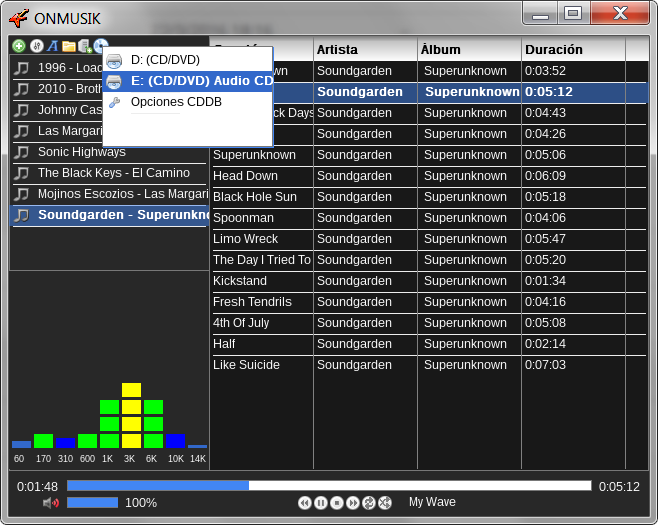 ONMUSIK
Artista Álbum Duración
D: (CD/DVD)
E: (CD/DVD) Audio CD
Opciones CDDB
1996 - Load
2010 - Broth
Johnny Cas
Las Margari
Sonic Highways
The Black Keys - El Camino
Mojinos Escozios - Las Margari
Soundgarden - Superunkno
own Soundgarden Superunknown 0:03:52
Soundgarden Superunknown 0:05:12
k Days Soundgarden Superunknown 0:04:43
Soundgarden Superunknown 0:04:26
Superunknown Soundgarden Superunknown 0:05:06
Head Down Soundgarden Superunknown 0:06:09
Black Hole Sun Soundgarden Superunknown 0:05:18
Spoonman Soundgarden Superunknown 0:04:06
Limo Wreck Soundgarden Superunknown 0:05:47
The Day I Tried To Soundgarden Superunknown 0:05:20
Kickstand Soundgarden Superunknown 0:01:34
Fresh Tendrils Soundgarden Superunknown 0:04:16
4th Of July Soundgarden Superunknown 0:05:08
Half Soundgarden Superunknown 0:02:14
Like Suicide Soundgarden Superunknown 0:07:03
60 170 310 600 1K 3K 6K 10K 14K
0:01:48 0:05:12
100% My Wave